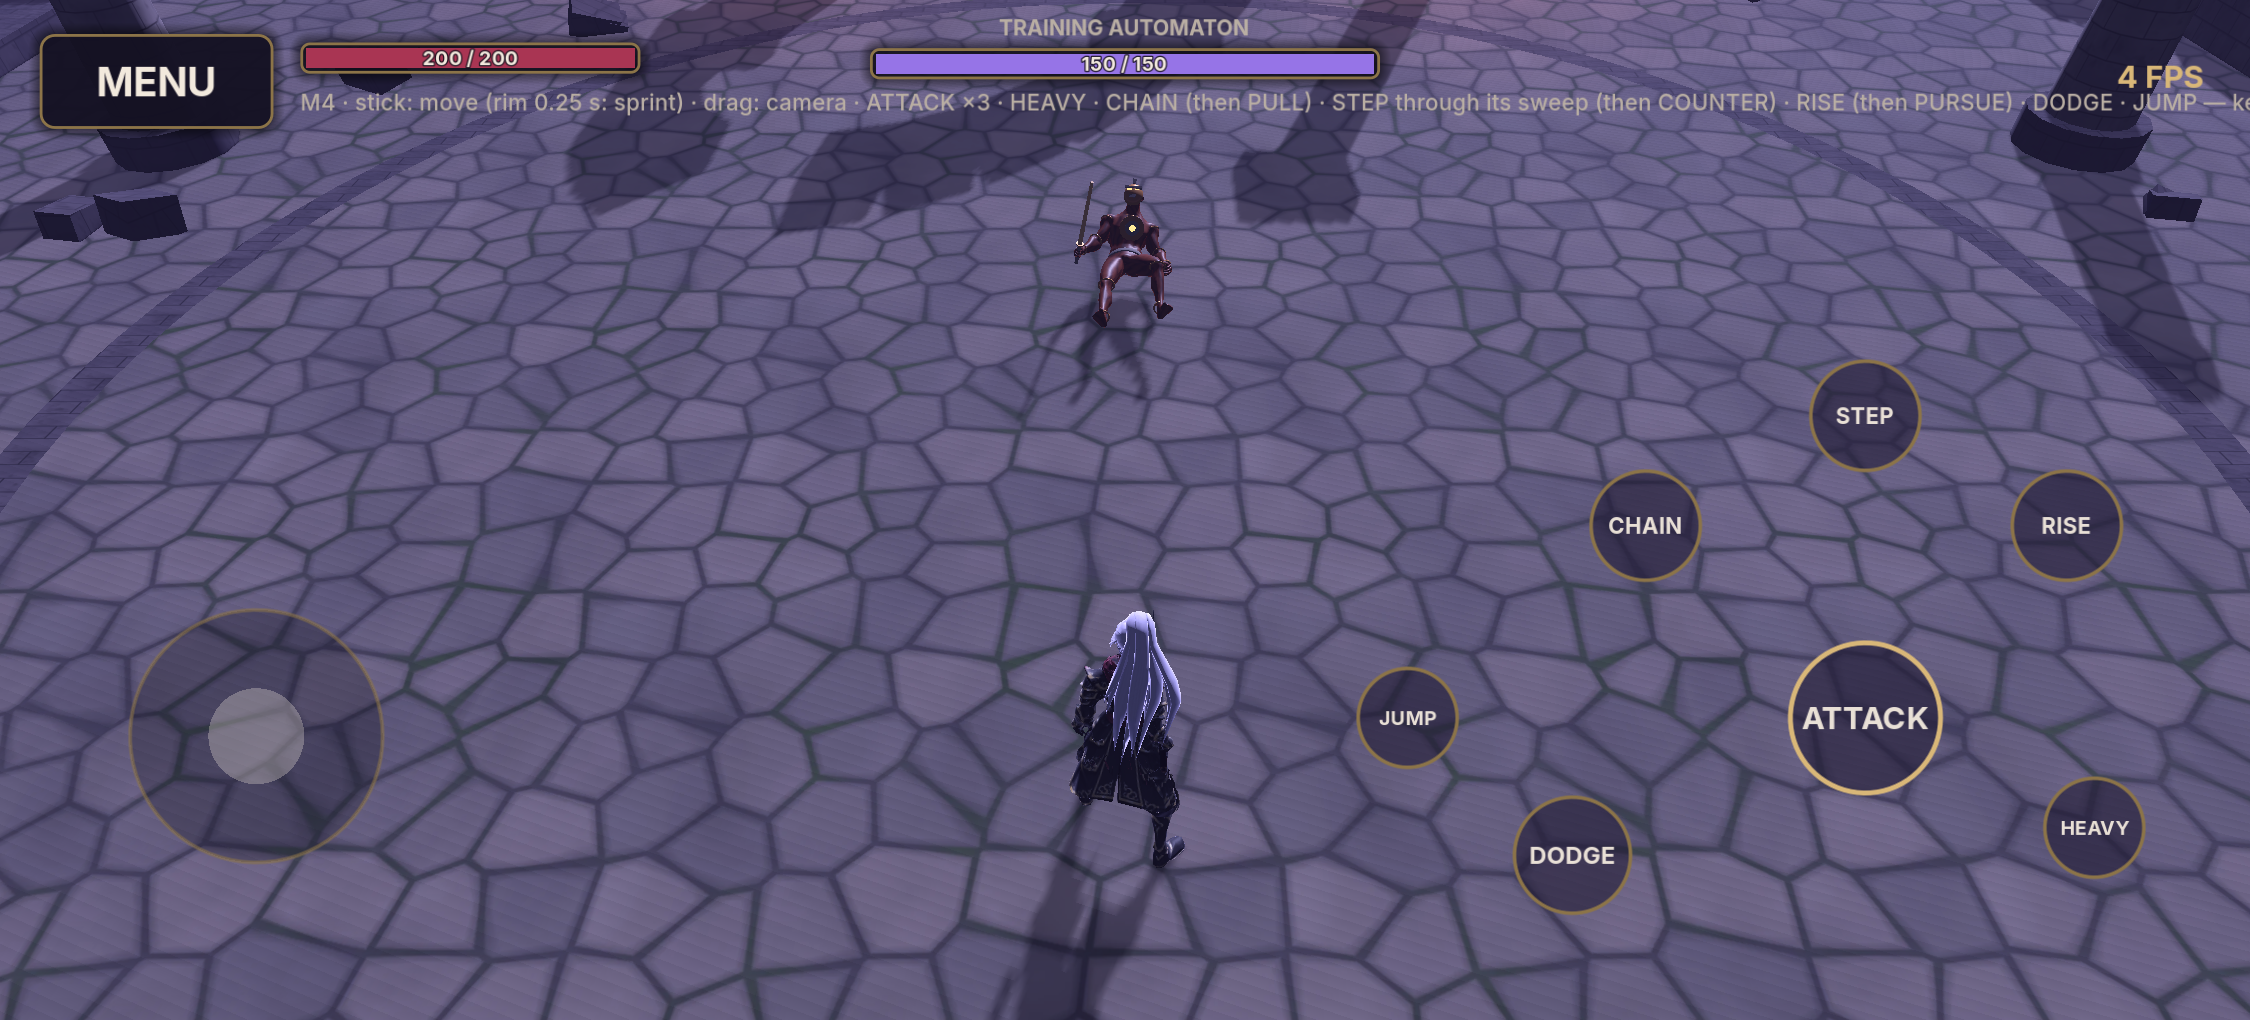 TRAINING AUTOMATON
MENU
200 / 200
150 / 150
4 FPS
M4 · stick: move (rim 0.25 s: sprint) · drag: camera · ATTACK ×3 · HEAVY · CHAIN (then PULL) · STEP through its sweep (then COUNTER) · RISE (then PURSUE) · DODGE · JUMP — ke
STEP
CHAIN
RISE
JUMP
ATTACK
HEAVY
DODGE